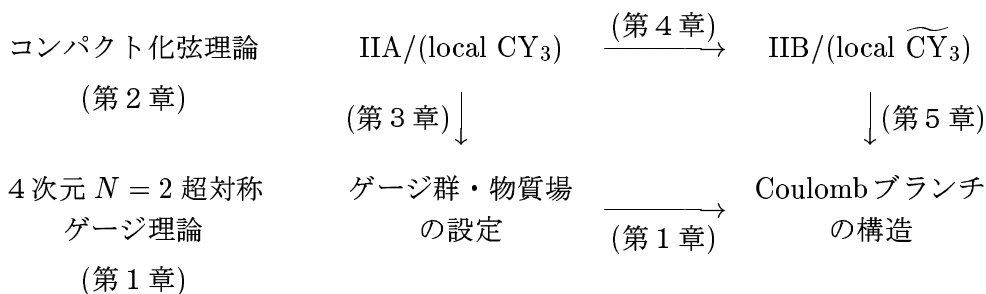 コンパクト化弦理論
(第2章)
IIA/(local CY₃)
(第4章)
IIB/(local C͠Y₃)
(第3章)
(第5章)
4次元 N = 2 超対称
ゲージ理論
(第1章)
ゲージ群・物質場
の設定
(第1章)
Coulombブランチ
の構造